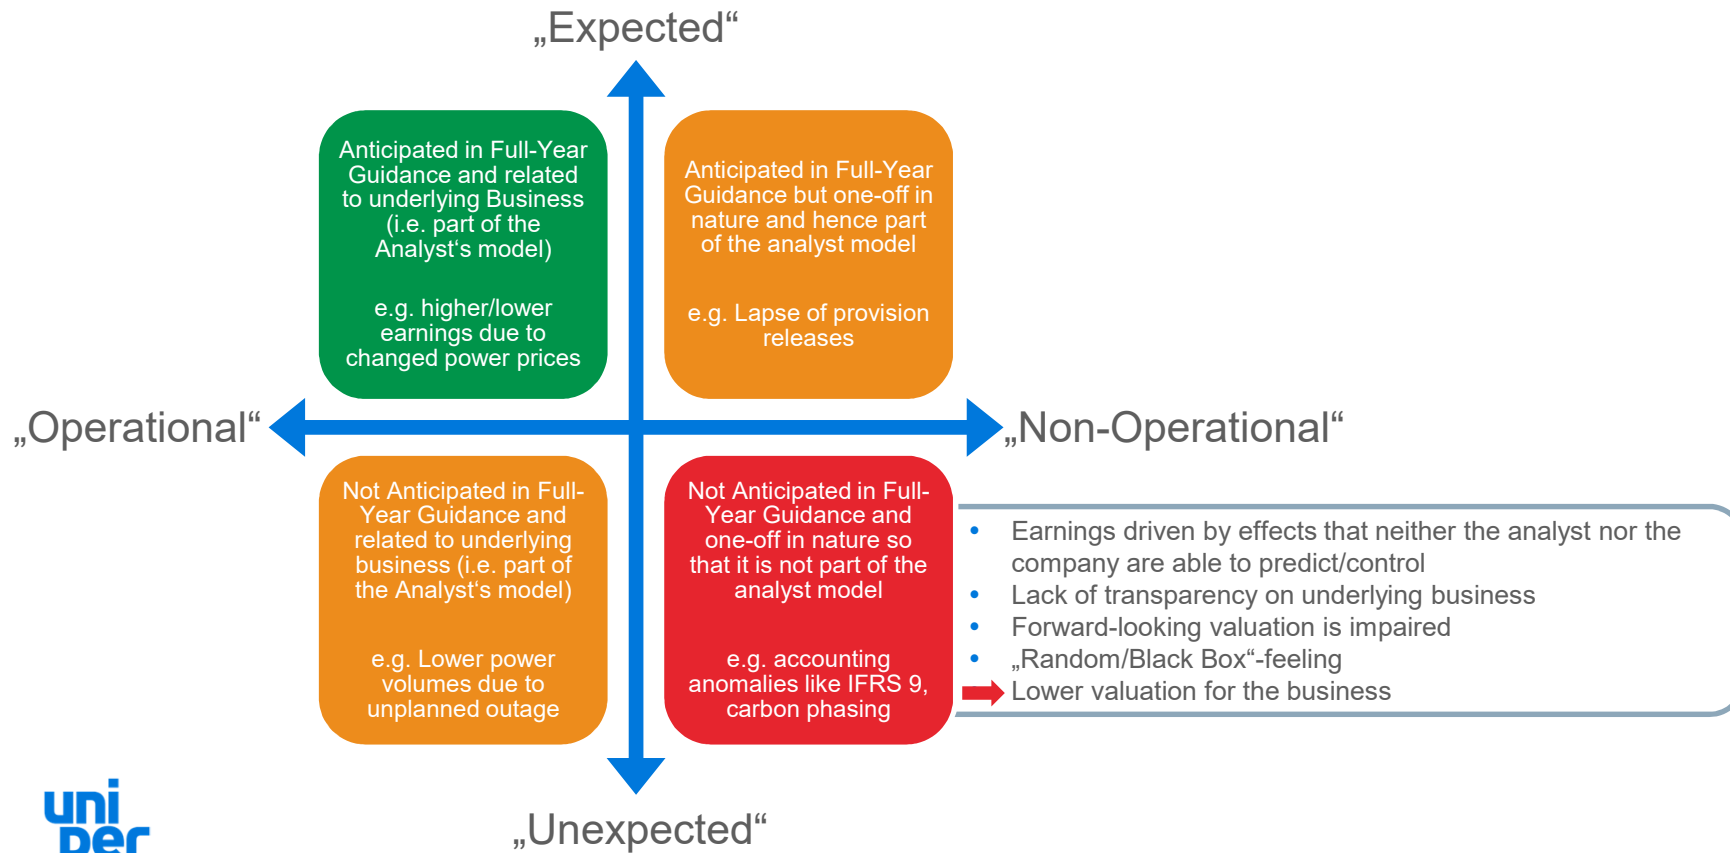 „Expected“
Anticipated in Full-Year
Guidance and related
to underlying Business
(i.e. part of the
Analyst‘s model)
e.g. higher/lower
earnings due to
changed power prices
Anticipated in Full-Year
Guidance but one-off in
nature and hence part
of the analyst model
e.g. Lapse of provision
releases
„Operational“
„Non-Operational“
Not Anticipated in Full-
Year Guidance and
related to underlying
business (i.e. part of
the Analyst‘s model)
e.g. Lower power
volumes due to
unplanned outage
Not Anticipated in Full-
Year Guidance and
one-off in nature so
that it is not part of the
analyst model
e.g. accounting
anomalies like IFRS 9,
carbon phasing
• Earnings driven by effects that neither the analyst nor the
company are able to predict/control
• Lack of transparency on underlying business
• Forward-looking valuation is impaired
• „Random/Black Box“-feeling
Lower valuation for the business
„Unexpected“
uni
per